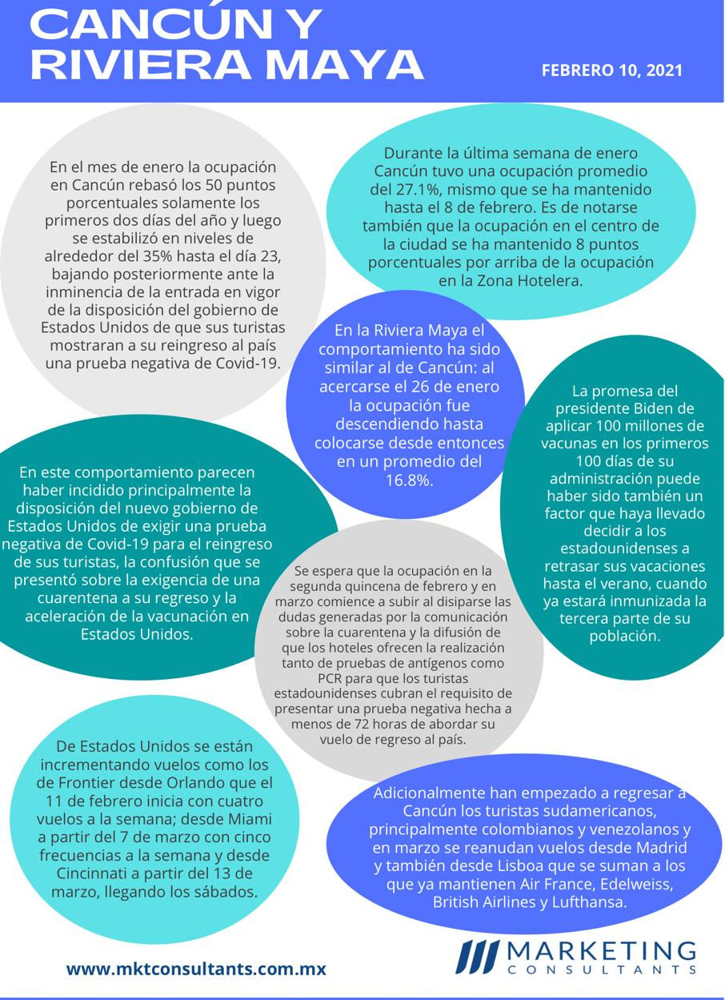 CANCÚN Y
RIVIERA MAYA
FEBRERO 10, 2021
En el mes de enero la ocupación
en Cancún rebasó los 50 puntos
porcentuales solamente los
primeros dos días del año y luego
se estabilizó en niveles de
alrededor del 35% hasta el día 23,
bajando posteriormente ante la
inminencia de la entrada en vigor
de la disposición del gobierno de
Estados Unidos de que sus turistas
mostraran a su reingreso al país
una prueba negativa de Covid-19.
Durante la última semana de enero
Cancún tuvo una ocupación promedio
del 27.1%, mismo que se ha mantenido
hasta el 8 de febrero. Es de notarse
también que la ocupación en el centro de
la ciudad se ha mantenido 8 puntos
porcentuales por arriba de la ocupación
en la Zona Hotelera.
En la Riviera Maya el
comportamiento ha sido
similar al de Cancún: al
acercarse el 26 de enero
la ocupación fue
descendiendo hasta
colocarse desde entonces
en un promedio del
16.8%.
La promesa del
presidente Biden de
aplicar 100 millones de
vacunas en los primeros
100 días de su
administración puede
haber sido también un
factor que haya llevado
decidir a los
estadounidenses a
retrasar sus vacaciones
hasta el verano, cuando
ya estará inmunizada la
tercera parte de su
población.
En este comportamiento parecen
haber incidido principalmente la
disposición del nuevo gobierno de
Estados Unidos de exigir una prueba
negativa de Covid-19 para el reingreso
de sus turistas, la confusión que se
presentó sobre la exigencia de una
cuarentena a su regreso y la
aceleración de la vacunación en
Estados Unidos.
Se espera que la ocupación en la
segunda quincena de febrero y en
marzo comience a subir al disiparse las
dudas generadas por la comunicación
sobre la cuarentena y la difusión de
que los hoteles ofrecen la realización
tanto de pruebas de antígenos como
PCR para que los turistas
estadounidenses cubran el requisito de
presentar una prueba negativa hecha a
menos de 72 horas de abordar su
vuelo de regreso al país.
De Estados Unidos se están
incrementando vuelos como los
de Frontier desde Orlando que el
11 de febrero inicia con cuatro
vuelos a la semana; desde Miami
a partir del 7 de marzo con cinco
frecuencias a la semana y desde
Cincinnati a partir del 13 de
marzo, llegando los sábados.
Adicionalmente han empezado a regresar a
Cancún los turistas sudamericanos,
principalmente colombianos y venezolanos y
en marzo se reanudan vuelos desde Madrid
y también desde Lisboa que se suman a los
que ya mantienen Air France, Edelweiss,
British Airlines y Lufthansa.
www.mktconsultants.com.mx
MARKETING
CONSULTANTS